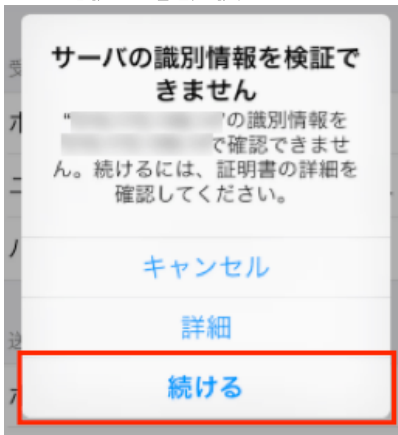 サーバの識別情報を検証で
きません
“ ”の識別情報を
で確認できませ
ん。続けるには、証明書の詳細を
確認してください。
キャンセル
詳細
続ける